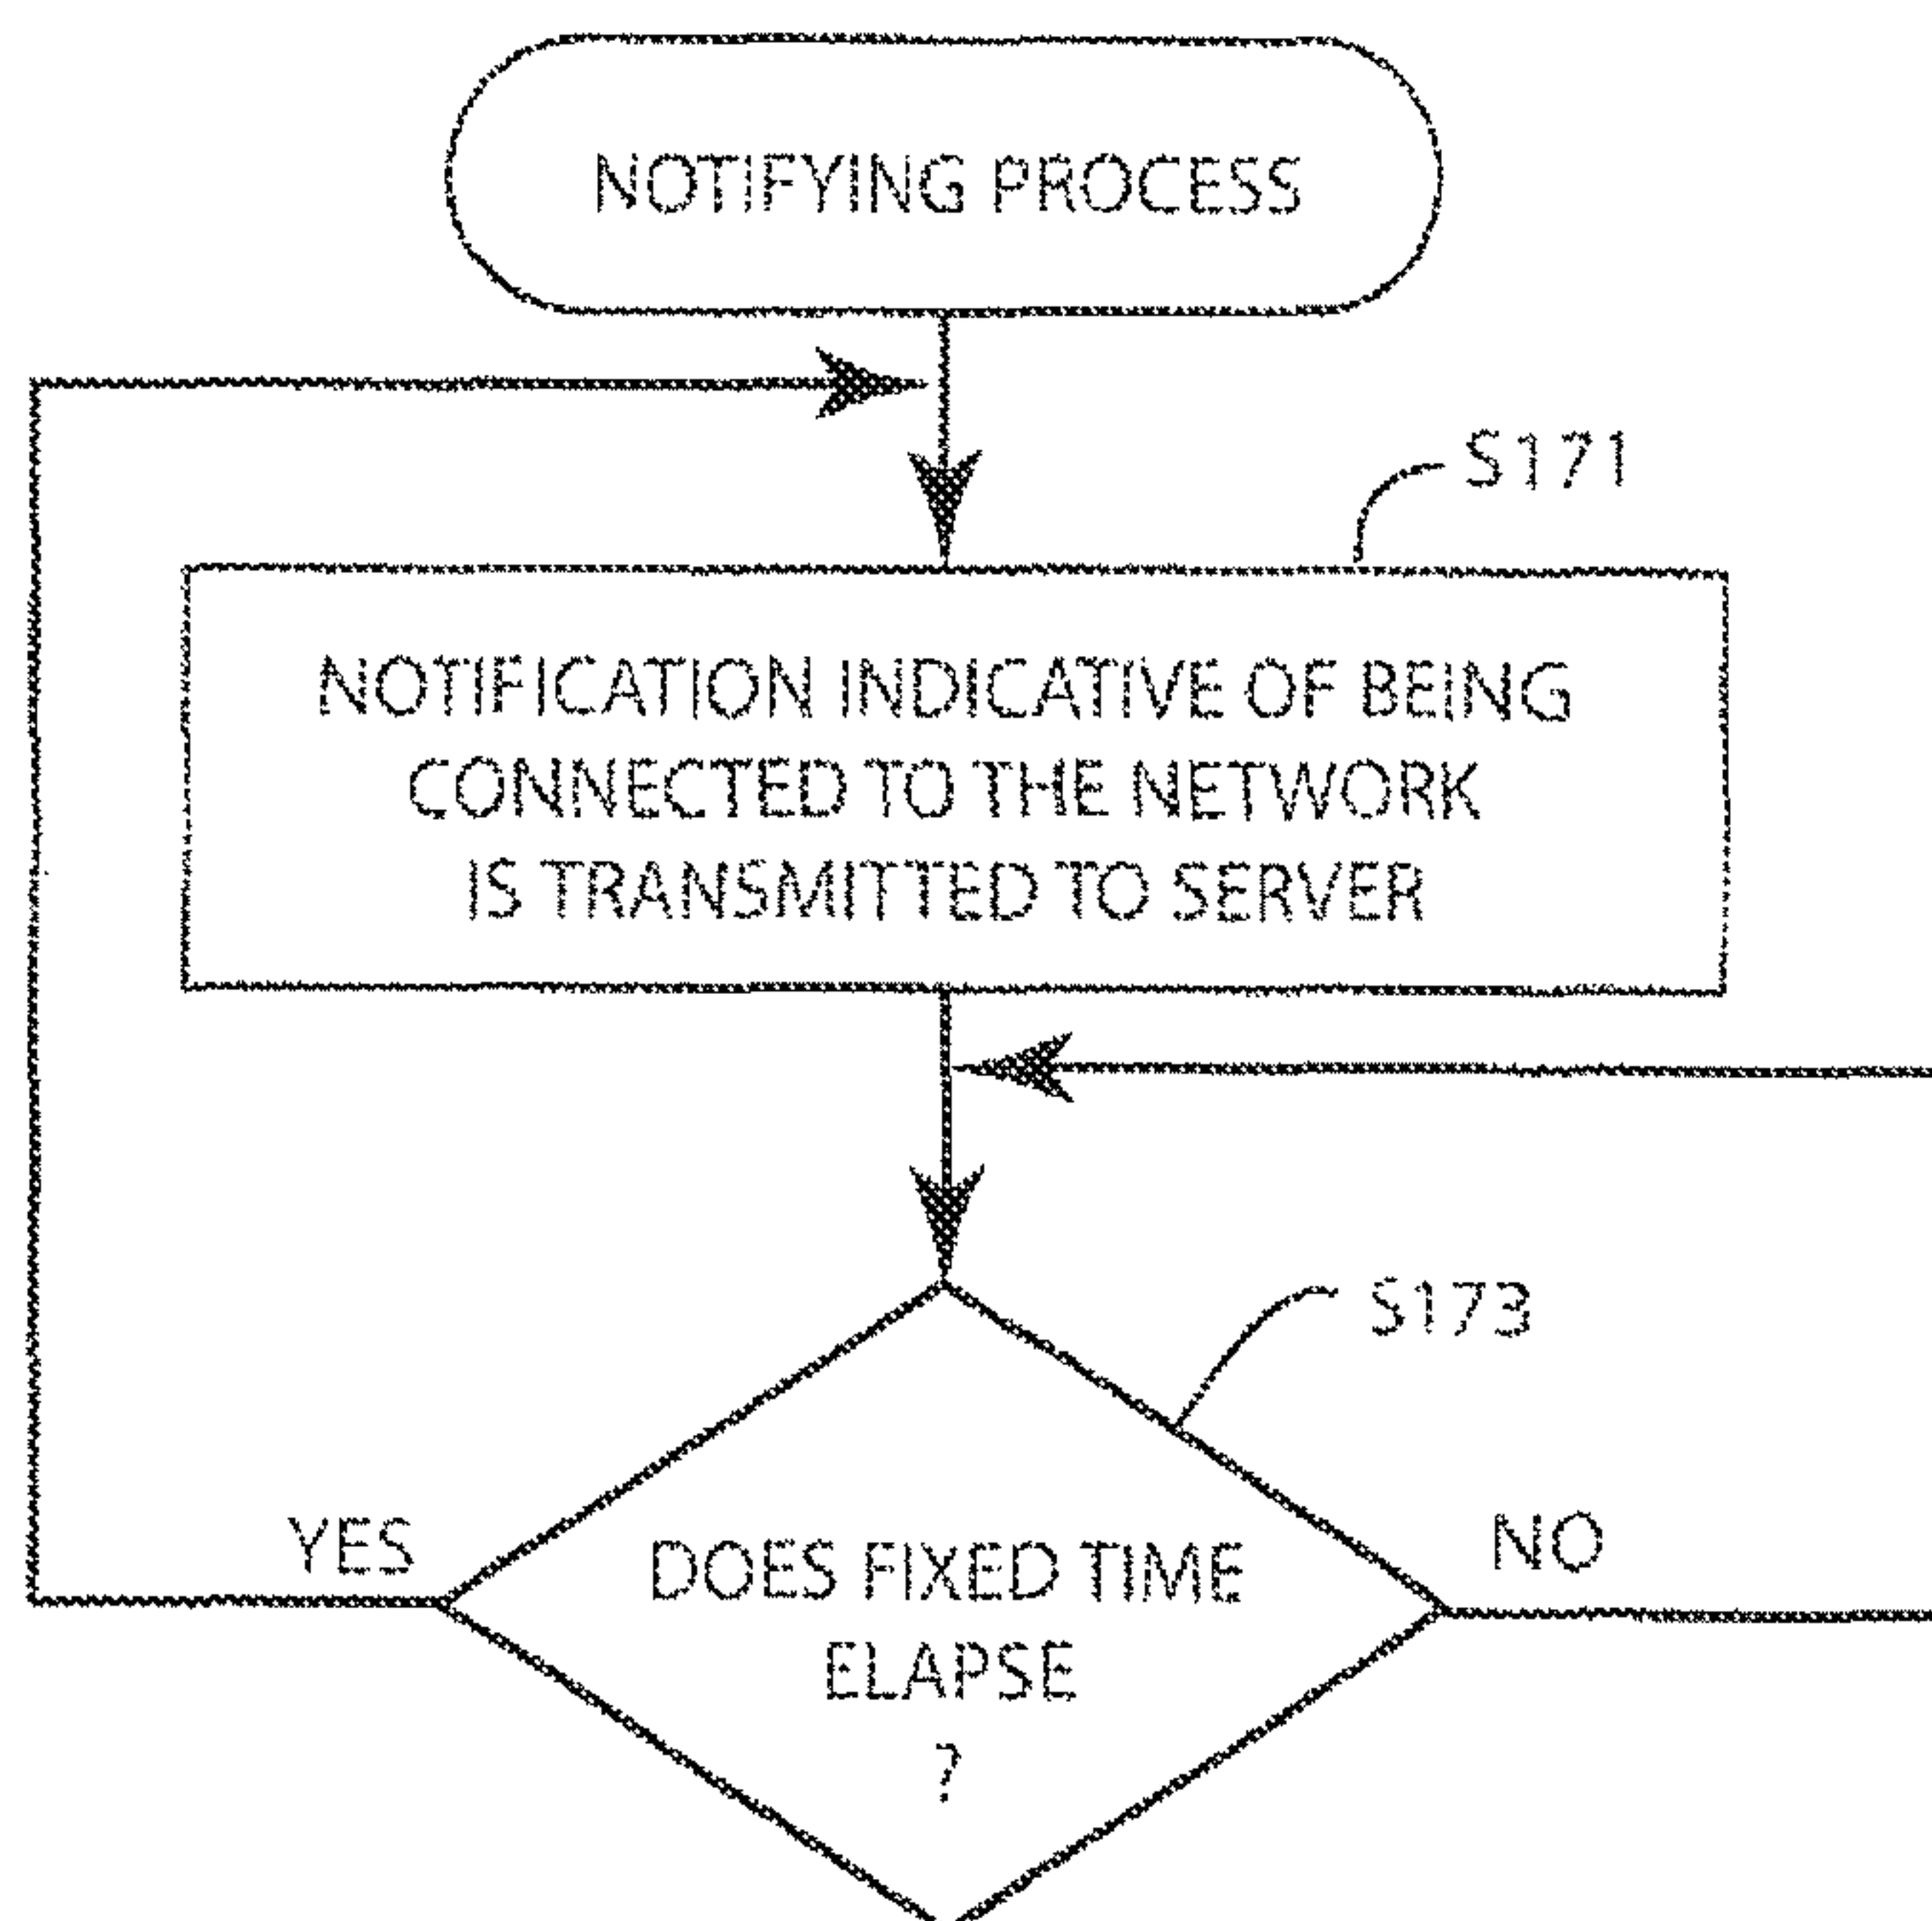 NOTIFYING PROCESS
S171
NOTIFICATION INDICATIVE OF BEING
CONNECTED TO THE NETWORK
IS TRANSMITTED TO SERVER
S173
YES
NO
DOES FIXED TIME
ELAPSE
?